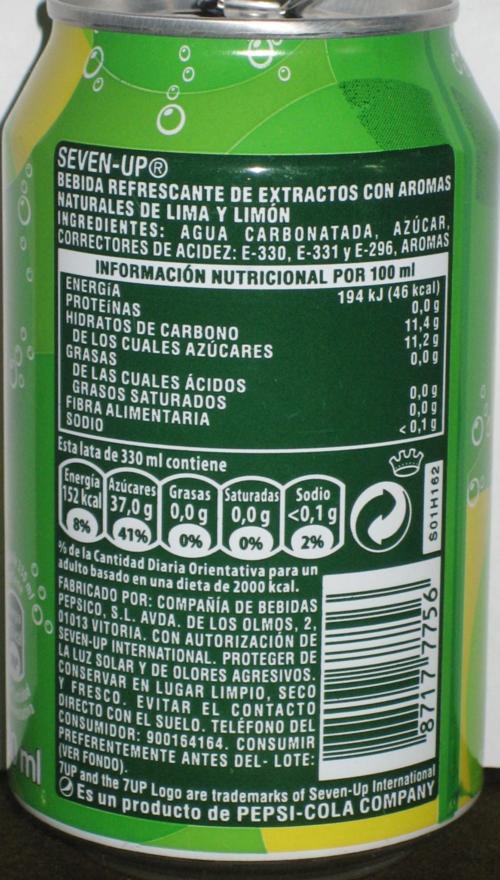 SEVEN-UP®
BEBIDA REFRESCANTE DE EXTRACTOS CON AROMAS
NATURALES DE LIMA Y LIMÓN
INGREDIENTES: AGUA CARBONATADA, AZÚCAR,
CORRECTORES DE ACIDEZ: E-330, E-331 y E-296, AROMAS
INFORMACIÓN NUTRICIONAL POR 100 ml
ENERGíA 194 kJ (46 kcal)
PROTEíNAS 0,0 g
HIDRATOS DE CARBONO 11,4 g
DE LOS CUALES AZÚCARES 11,2 g
GRASAS 0,0 g
DE LAS CUALES ÁCIDOS
GRASOS SATURADOS 0,0 g
FIBRA ALIMENTARIA 0,0 g
SODIO <0,1 g
Esta lata de 330 ml contiene
Energía Azúcares Grasas Saturadas Sodio
152 kcal 37,0 g 0,0 g 0,0 g <0,1 g
8% 41% 0% 0% 2%
S01H162
% de la Cantidad Diaria Orientativa para un
adulto basado en una dieta de 2000 kcal.
FABRICADO POR: COMPAÑÍA DE BEBIDAS
PEPSICO, S.L. AVDA. DE LOS OLMOS, 2,
01013 VITORIA. CON AUTORIZACIÓN DE
SEVEN-UP INTERNATIONAL. PROTEGER DE
LA LUZ SOLAR Y DE OLORES AGRESIVOS.
CONSERVAR EN LUGAR LIMPIO, SECO
Y FRESCO. EVITAR EL CONTACTO
DIRECTO CON EL SUELO. TELÉFONO DEL
CONSUMIDOR: 900164164. CONSUMIR
PREFERENTEMENTE ANTES DEL- LOTE:
(VER FONDO).
8717 7756
7UP and the 7UP Logo are trademarks of Seven-Up International
Es un producto de PEPSI-COLA COMPANY
ml